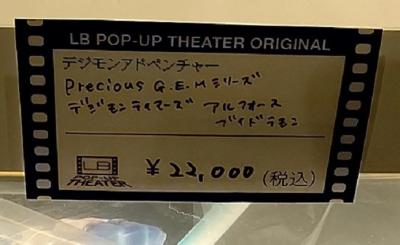 LB POP-UP THEATER ORIGINAL
デジモンアドベンチャー
Precious G.E.Mシリーズ
デジモンテイマーズ アルフォース
ブイドラモン
LB
POP-UP
THEATER
¥ 22,000 (税込)